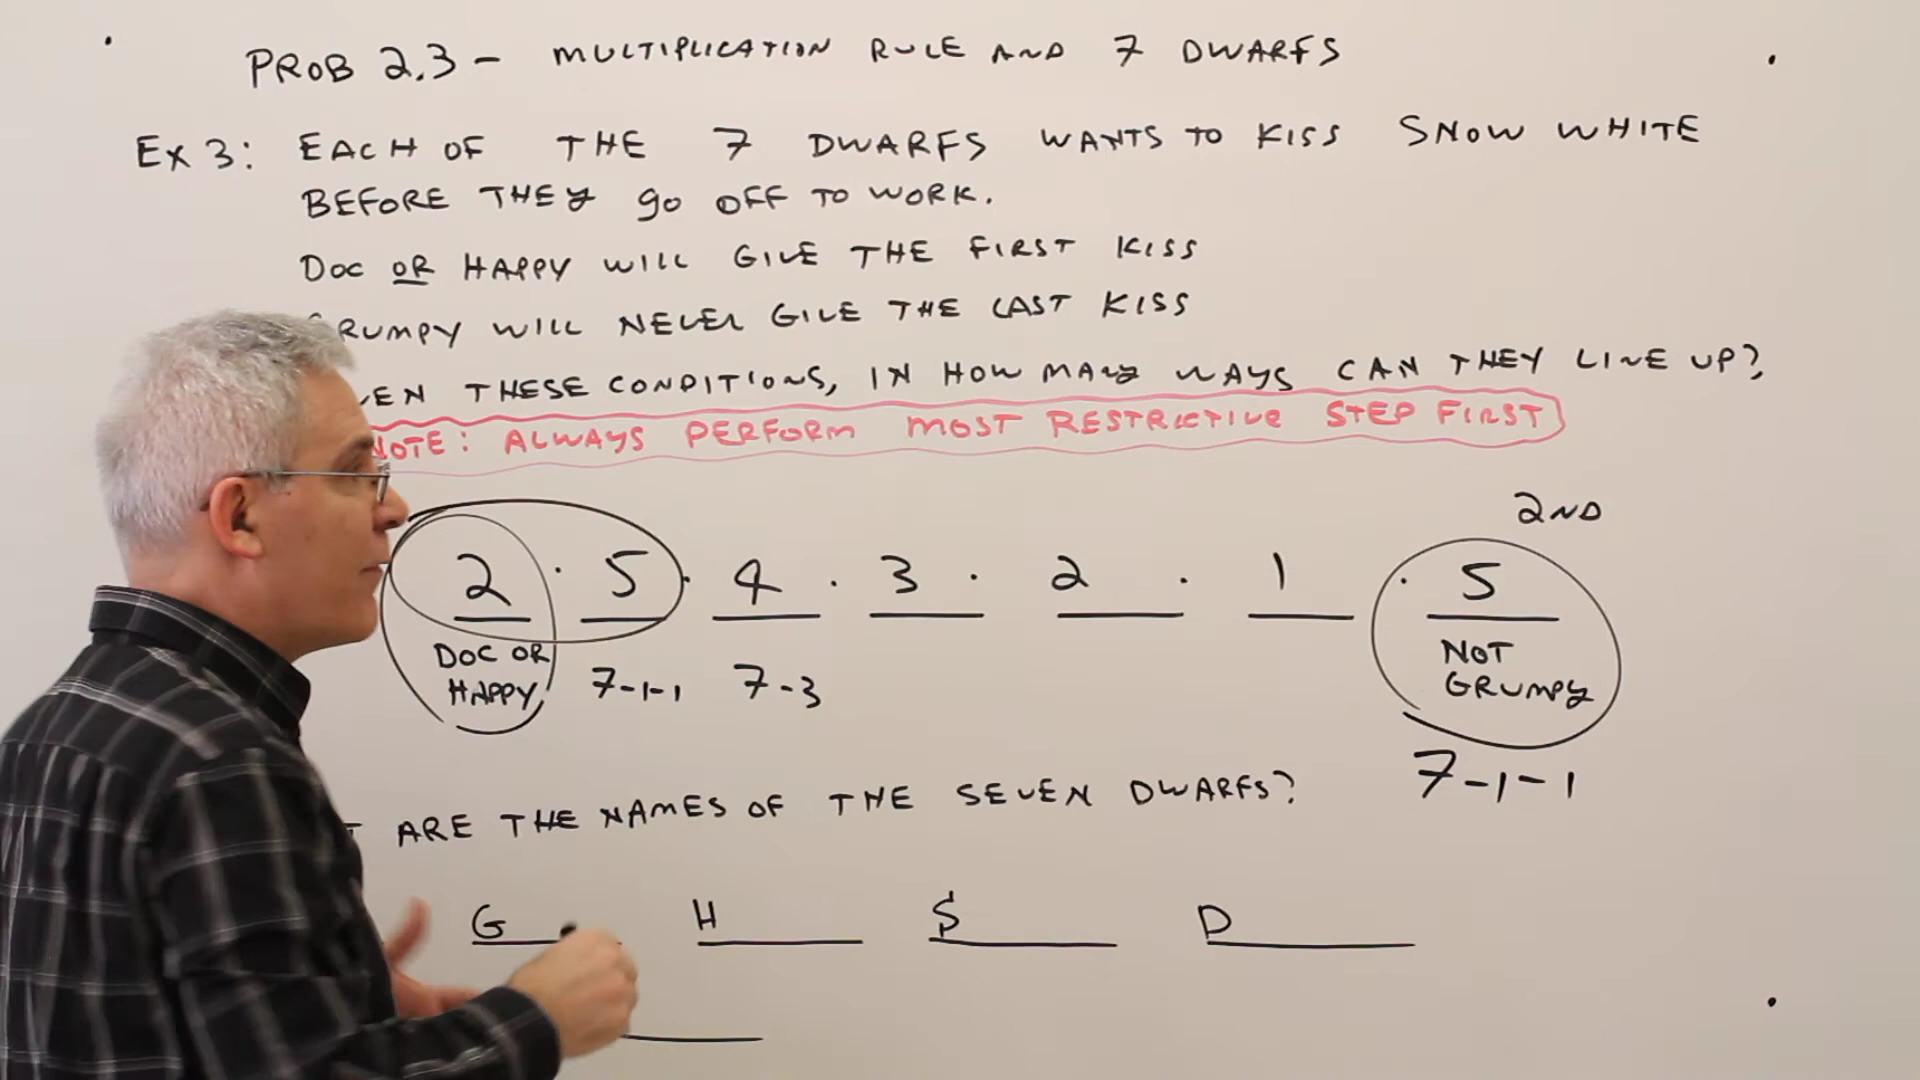 PROB 2.3 - MULTIPLICATION RULE AND 7 DWARFS
Ex 3: EACH OF THE 7 DWARFS WANTS TO KISS SNOW WHITE
BEFORE THEY GO OFF TO WORK.
DOC OR HAPPY WILL GIVE THE FIRST KISS
GRUMPY WILL NEVER GIVE THE LAST KISS
THESE CONDITIONS, IN HOW MANY WAYS CAN THEY LINE UP?
NOTE: ALWAYS PERFORM MOST RESTRICTIVE STEP FIRST
2ND
2 · 5 · 4 · 3 · 2 · 1 · 5
DOC OR HAPPY
7-1-1 7-3
NOT GRUMPY
7-1-1
ARE THE NAMES OF THE SEVEN DWARFS?
G H S D